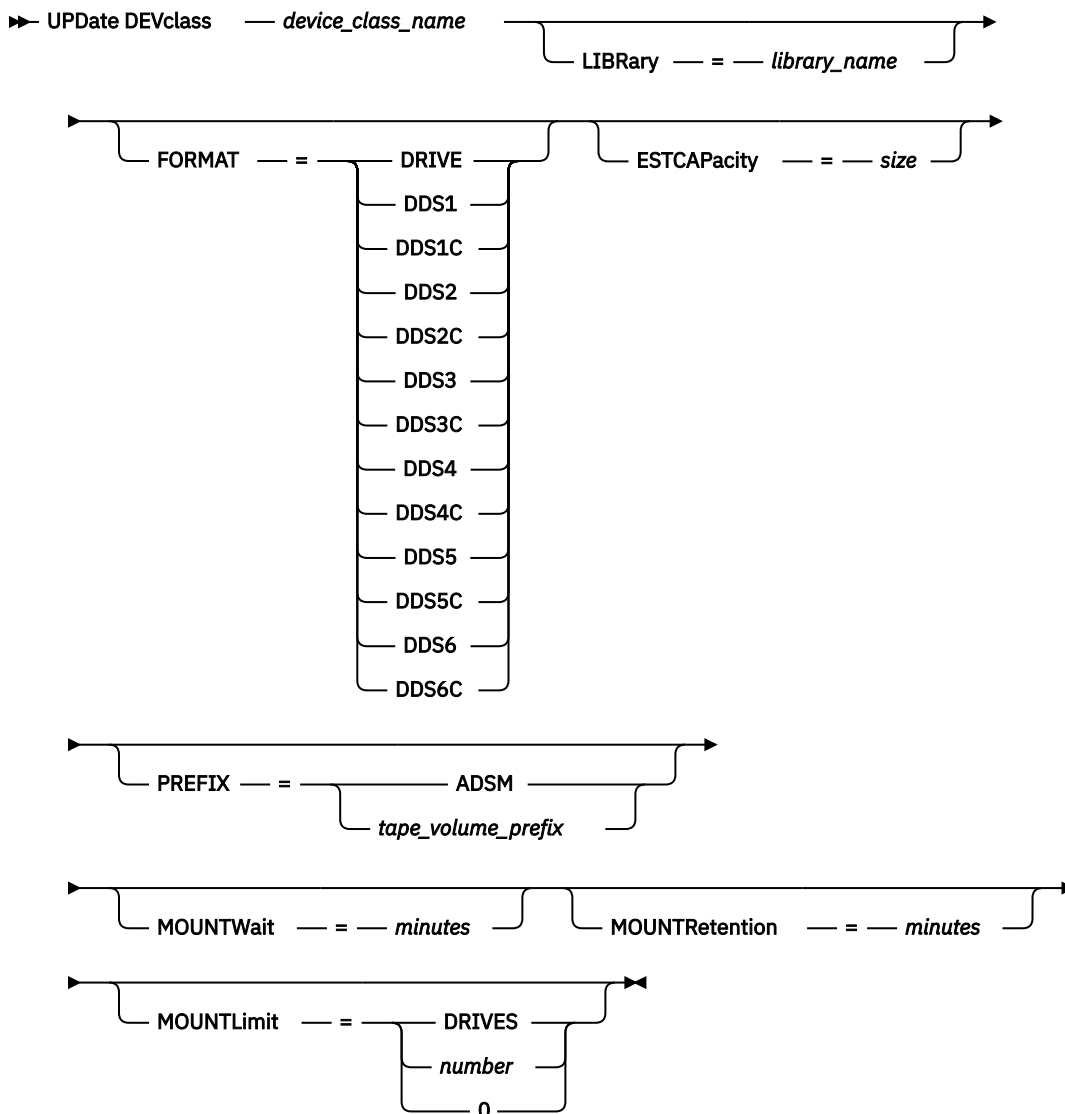 UPDate DEVclass device_class_name
LIBRary = library_name
FORMAT = DRIVE ESTCAPacity = size
DDS1
DDS1C
DDS2
DDS2C
DDS3
DDS3C
DDS4
DDS4C
DDS5
DDS5C
DDS6
DDS6C
PREFIX = ADSM
tape_volume_prefix
MOUNTWait = minutes MOUNTRetention = minutes
MOUNTLimit = DRIVES
number
0